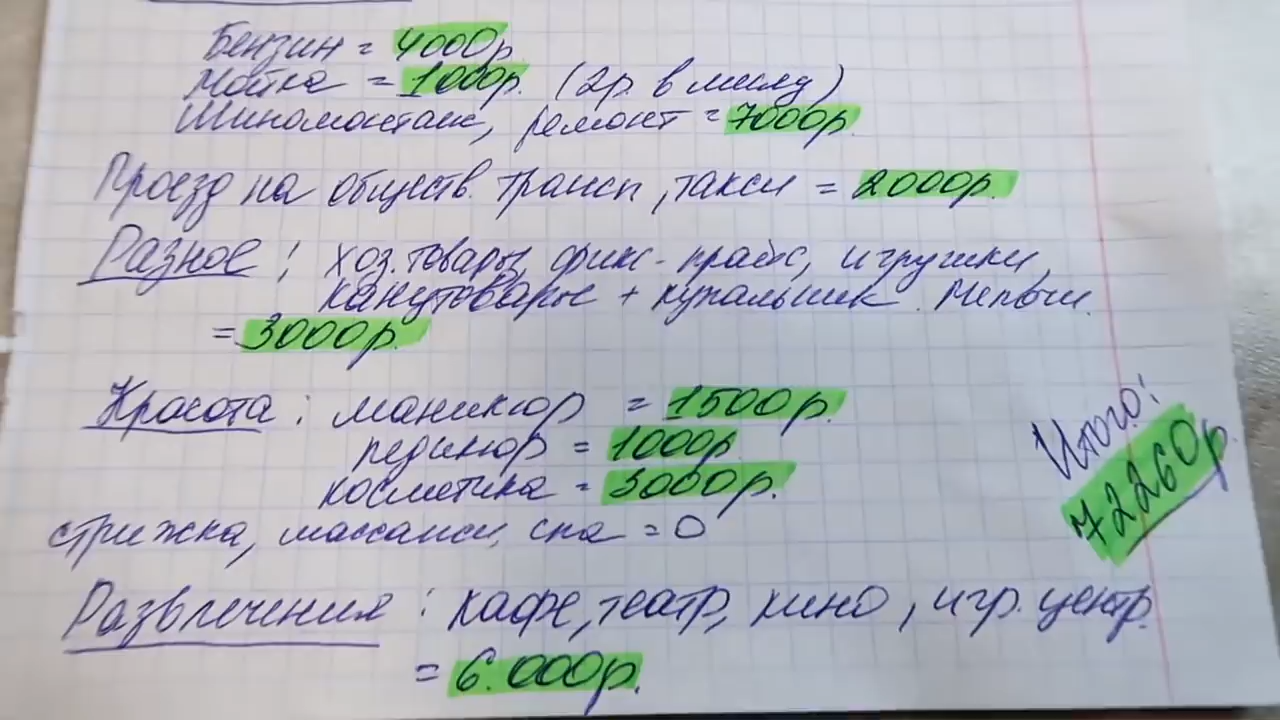 Бензин = 4000р
Мойка = 1000р. (2р. в месяц)
Шиномонтаж, ремонт = 7000р.
Проезд на обществ. трансп, такси = 2000р.
Разное: хоз. товары, фикс-прайс, игрушки,
канцтовары + купальник. Мелочи.
= 3000р.
Красота: маникюр = 1500р.
педикюр = 1000р
косметика = 3000р.
стрижка, массаж, спа = 0
Итого:
72260р.
Развлечения: кафе, театр, кино, игр. центр.
= 6.000р.